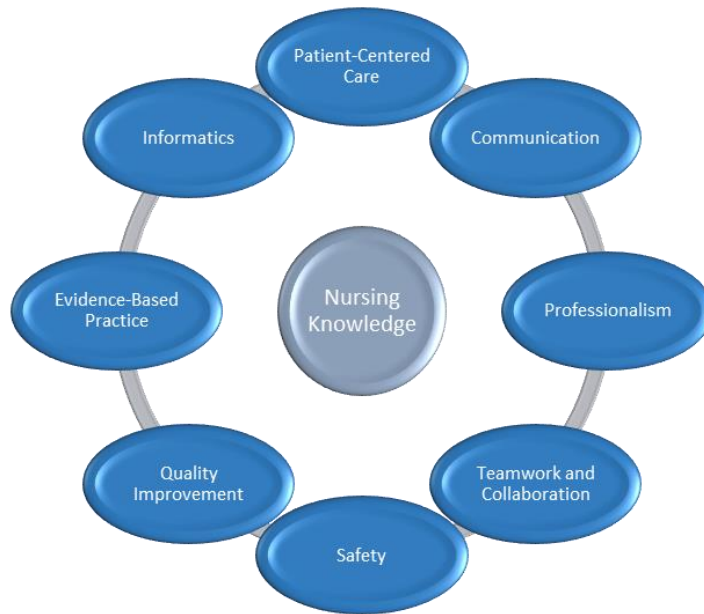 Patient-Centered
Care
Communication
Professionalism
Teamwork and
Collaboration
Safety
Quality
Improvement
Evidence-Based
Practice
Informatics
Nursing
Knowledge